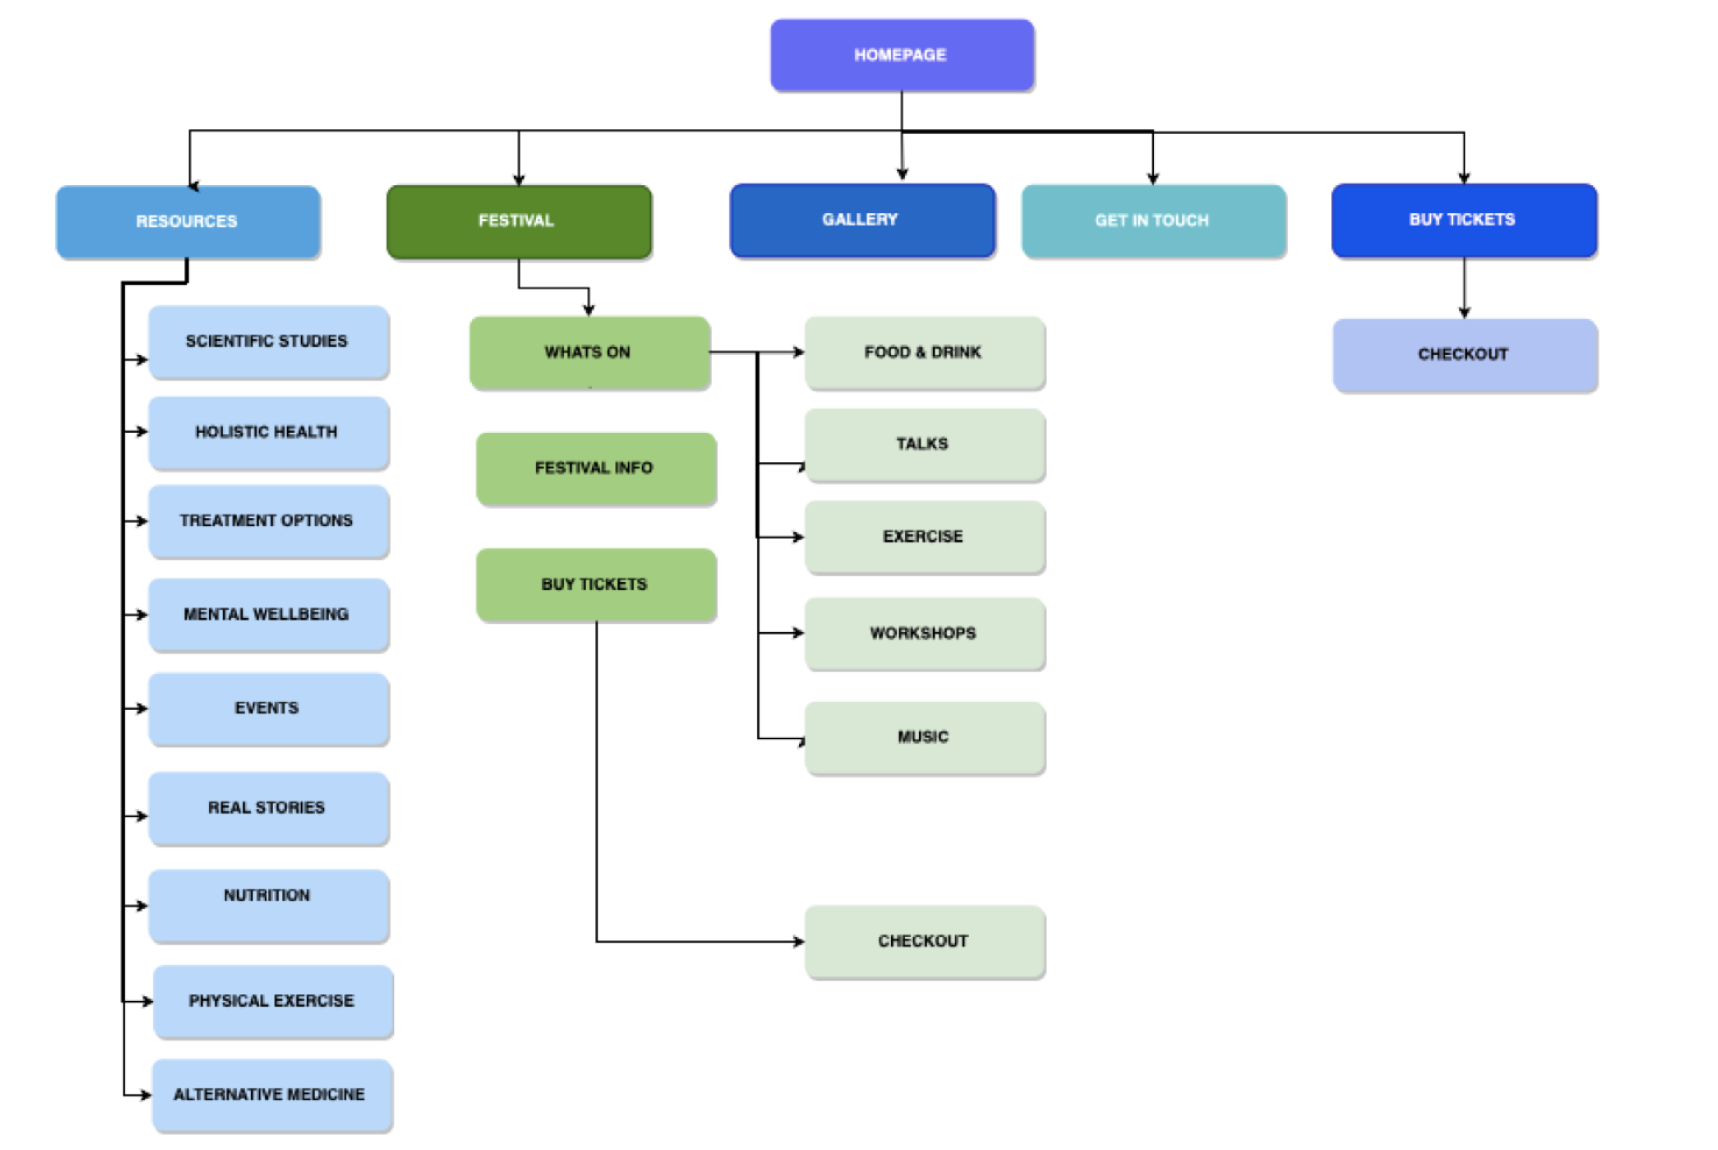 HOMEPAGE
RESOURCES
FESTIVAL
GALLERY
GET IN TOUCH
BUY TICKETS
SCIENTIFIC STUDIES
HOLISTIC HEALTH
TREATMENT OPTIONS
MENTAL WELLBEING
EVENTS
REAL STORIES
NUTRITION
PHYSICAL EXERCISE
ALTERNATIVE MEDICINE
WHATS ON
FESTIVAL INFO
BUY TICKETS
FOOD & DRINK
TALKS
EXERCISE
WORKSHOPS
MUSIC
CHECKOUT
CHECKOUT